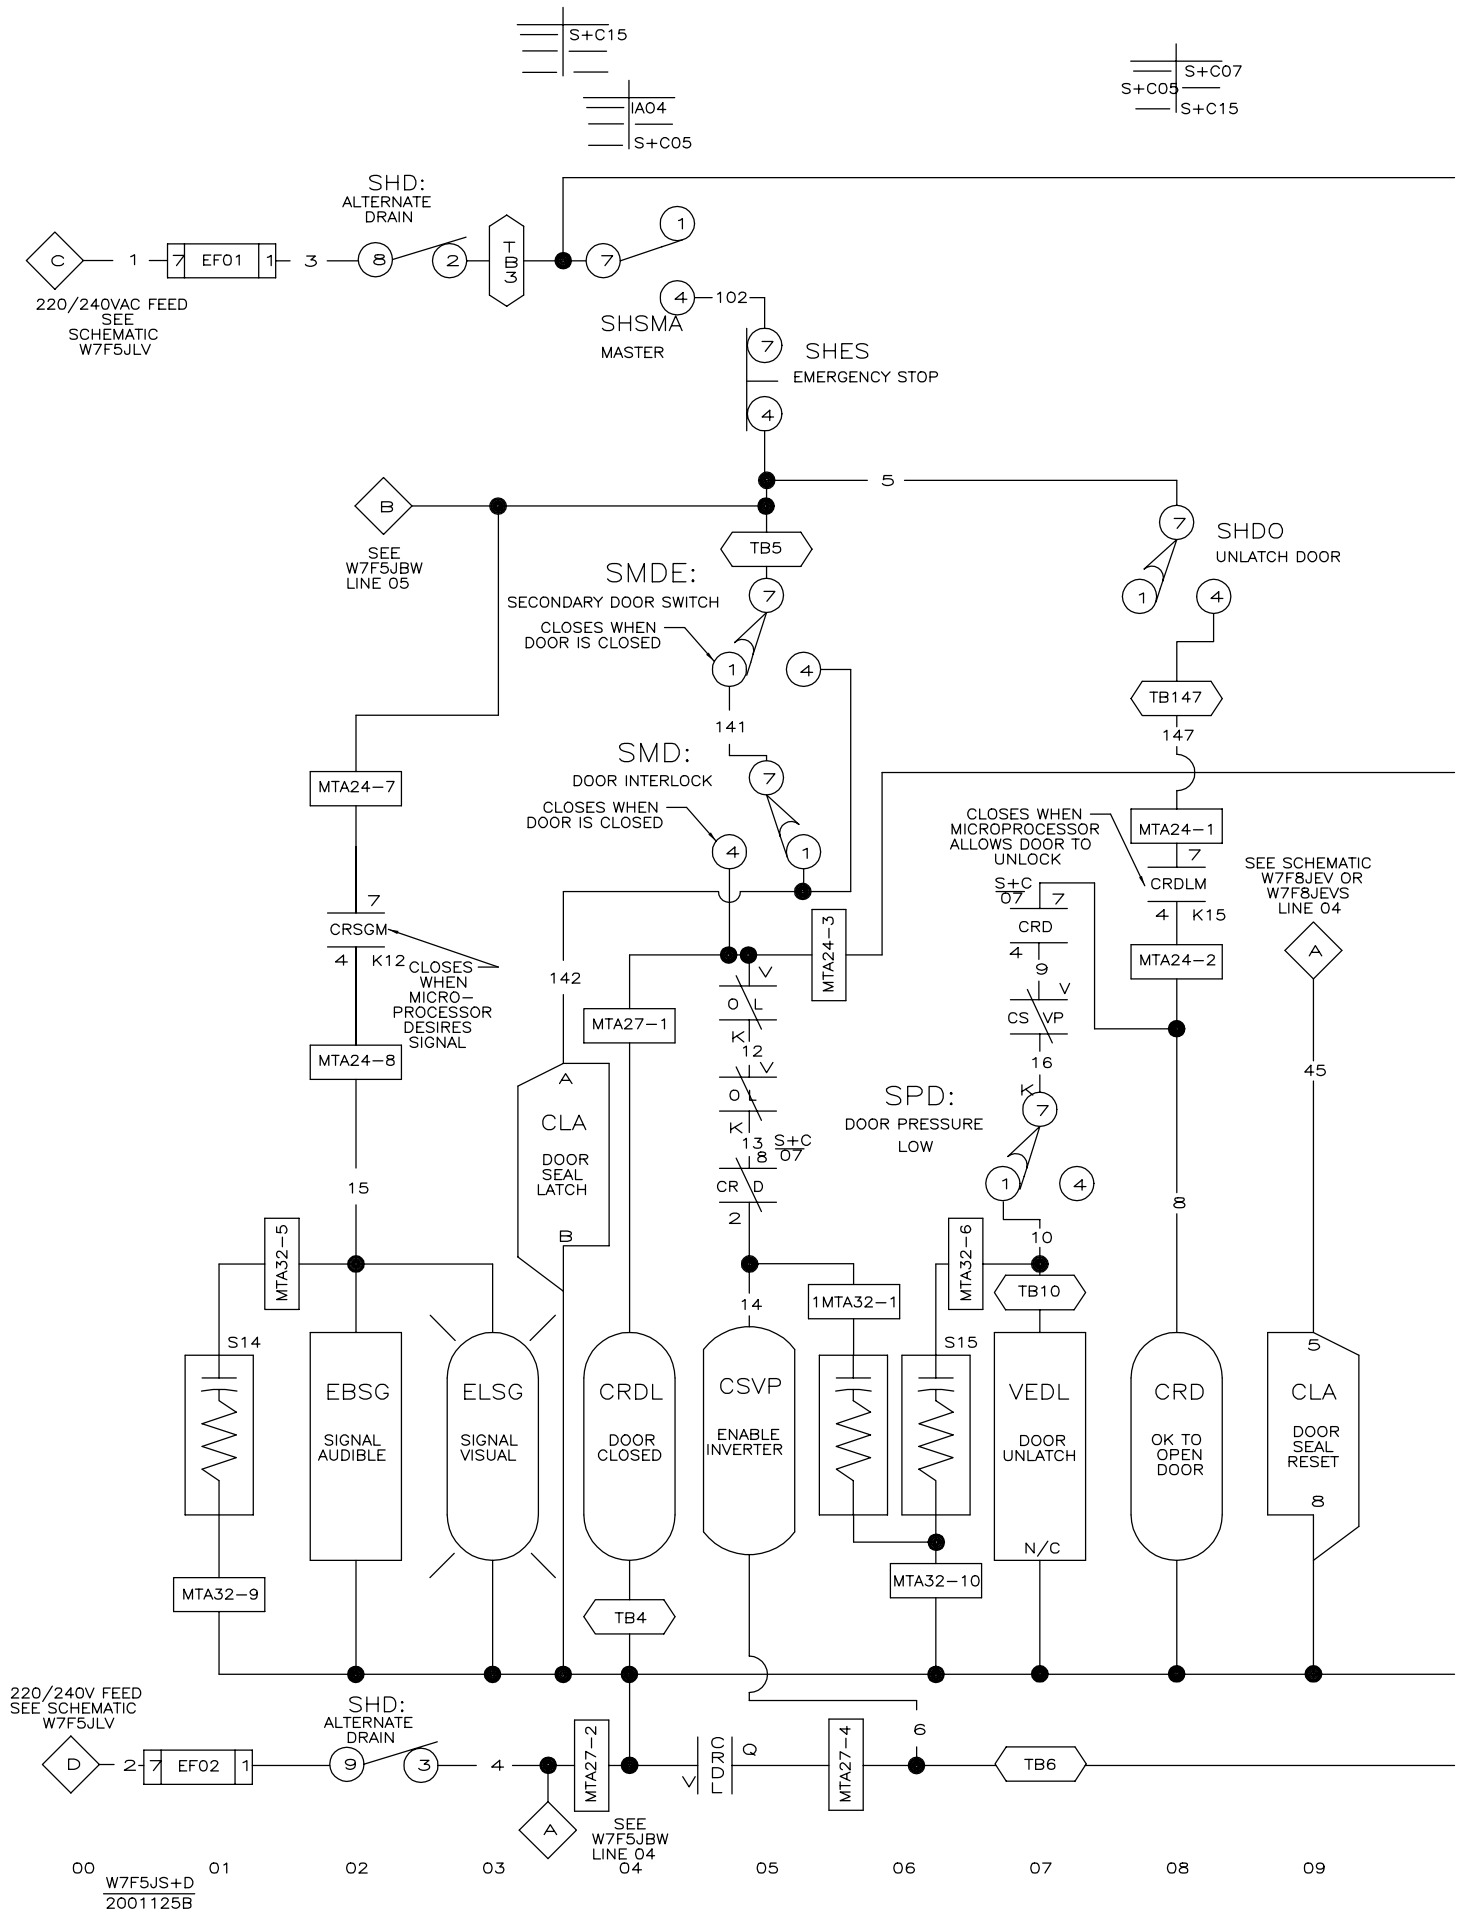 S+C15
IA04
S+C05
S+C07
S+C05
S+C15
SHD:
ALTERNATE
DRAIN
C
1
7
EF01
1
3
8
2
TB3
7
1
220/240VAC FEED
SEE
SCHEMATIC
W7F5JLV
4
102
SHSMA
MASTER
7
SHES
EMERGENCY STOP
4
5
B
SEE
W7F5JBW
LINE 05
TB5
7
SHDO
UNLATCH DOOR
1
4
SMDE:
SECONDARY DOOR SWITCH
7
CLOSES WHEN
DOOR IS CLOSED
1
4
TB147
147
141
SMD:
DOOR INTERLOCK
7
CLOSES WHEN
DOOR IS CLOSED
4
1
MTA24-7
7
CRSGM
4
K12
CLOSES
WHEN
MICRO-
PROCESSOR
DESIRES
SIGNAL
MTA24-8
15
CLOSES WHEN
MICROPROCESSOR
ALLOWS DOOR TO
UNLOCK
MTA24-1
7
CRDLM
4
K15
MTA24-2
SEE SCHEMATIC
W7F8JEV OR
W7F8JEVS
LINE 04
A
45
S+C
07
7
CRD
4
9
V
CS VP
16
K
MTA24-3
142
MTA27-1
V
O L
K
12
V
O L
K
13
8
S+C
07
CR D
2
A
CLA
DOOR
SEAL
LATCH
B
SPD:
DOOR PRESSURE
LOW
7
1
4
10
8
MTA32-5
MTA32-6
TB10
14
1MTA32-1
S14
EBSG
SIGNAL
AUDIBLE
ELSG
SIGNAL
VISUAL
CRDL
DOOR
CLOSED
CSVP
ENABLE
INVERTER
S15
VEDL
DOOR
UNLATCH
N/C
CRD
OK TO
OPEN
DOOR
5
CLA
DOOR
SEAL
RESET
8
MTA32-9
MTA32-10
TB4
220/240V FEED
SEE SCHEMATIC
W7F5JLV
D
2
7
EF02
1
SHD:
ALTERNATE
DRAIN
9
3
4
A
MTA27-2
SEE
W7F5JBW
LINE 04
V
CRDL
Q
MTA27-4
6
TB6
00
01
02
03
04
05
06
07
08
09
W7F5JS+D
2001125B